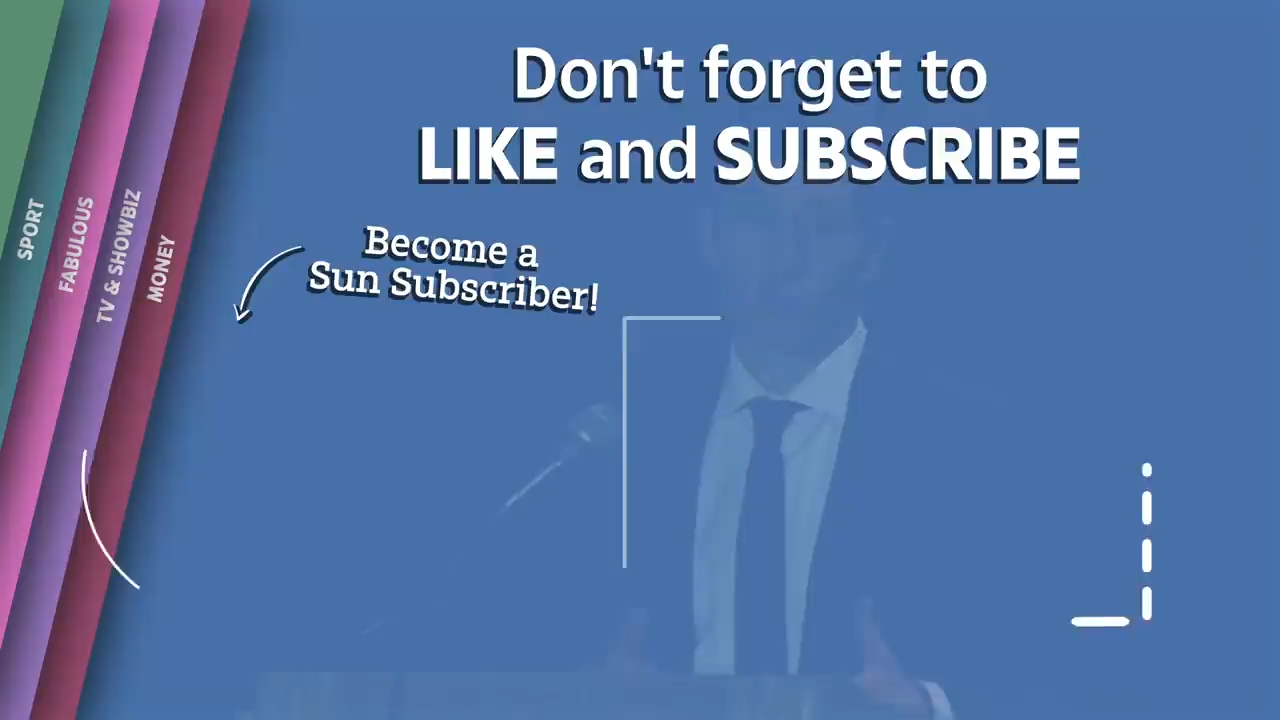 Don't forget to
LIKE and SUBSCRIBE
Become a
Sun Subscriber!
SPORT
FABULOUS
TV & SHOWBIZ
MONEY